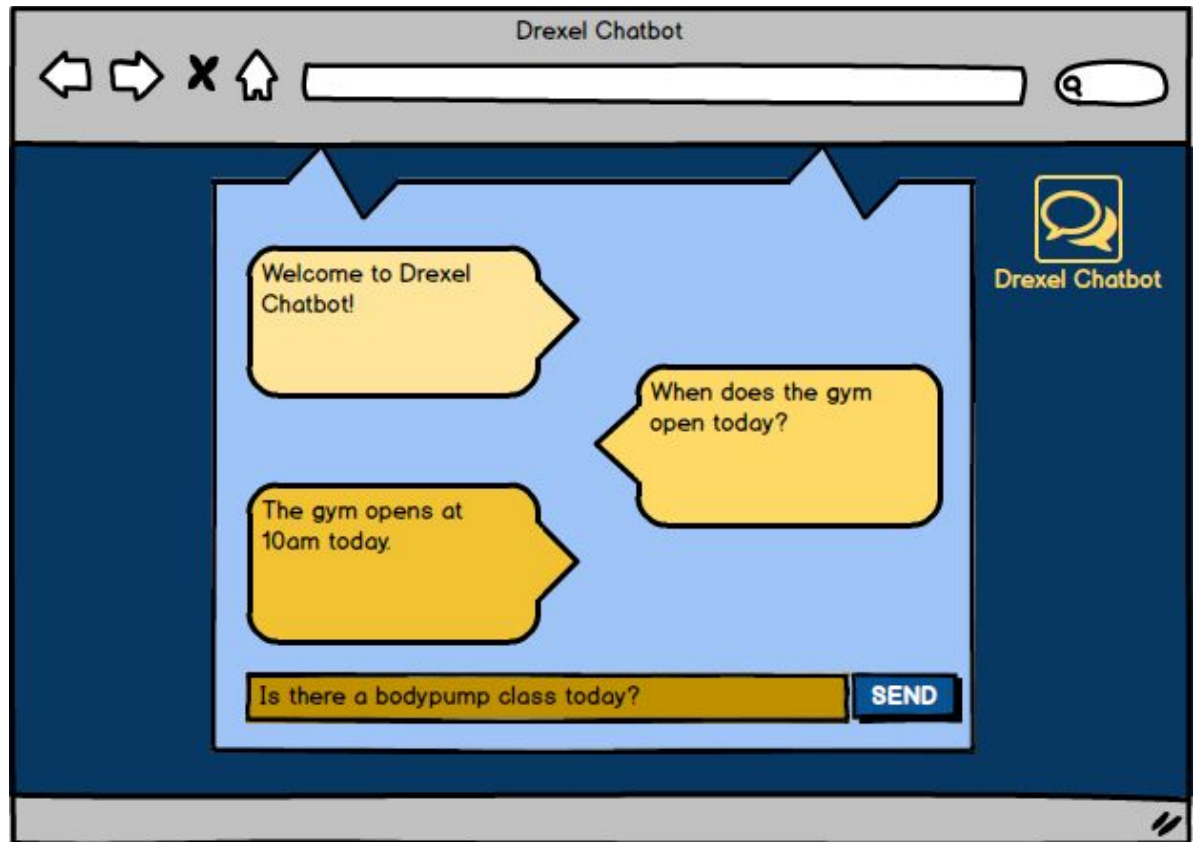 Drexel Chatbot
Drexel Chatbot
Welcome to Drexel
Chatbot!
When does the gym
open today?
The gym opens at
10am today.
Is there a bodypump class today?
SEND